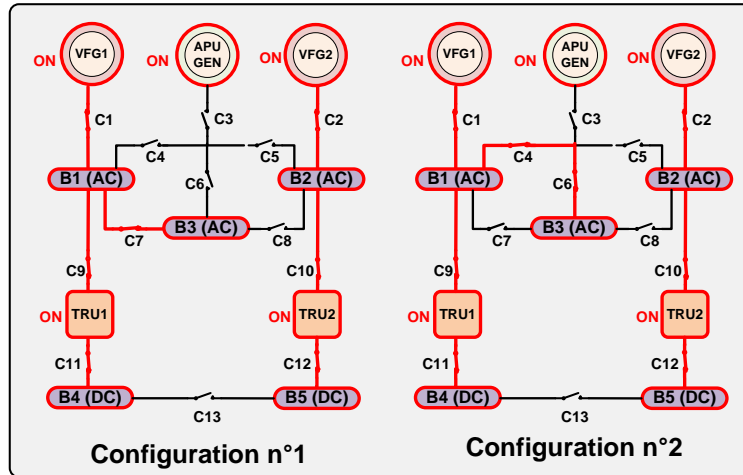 VFG1
APU
GEN
VFG2
ON
ON
ON
C1
C3
C2
C4
C5
B1 (AC)
C6
B2 (AC)
B3 (AC)
C7
C8
C9
C10
ON
TRU1
ON
TRU2
C11
C12
B4 (DC)
B5 (DC)
C13
Configuration n°1
VFG1
APU
GEN
VFG2
ON
ON
ON
C1
C3
C2
C4
C5
B1 (AC)
C6
B2 (AC)
B3 (AC)
C7
C8
C9
C10
ON
TRU1
ON
TRU2
C11
C12
B4 (DC)
B5 (DC)
C13
Configuration n°2